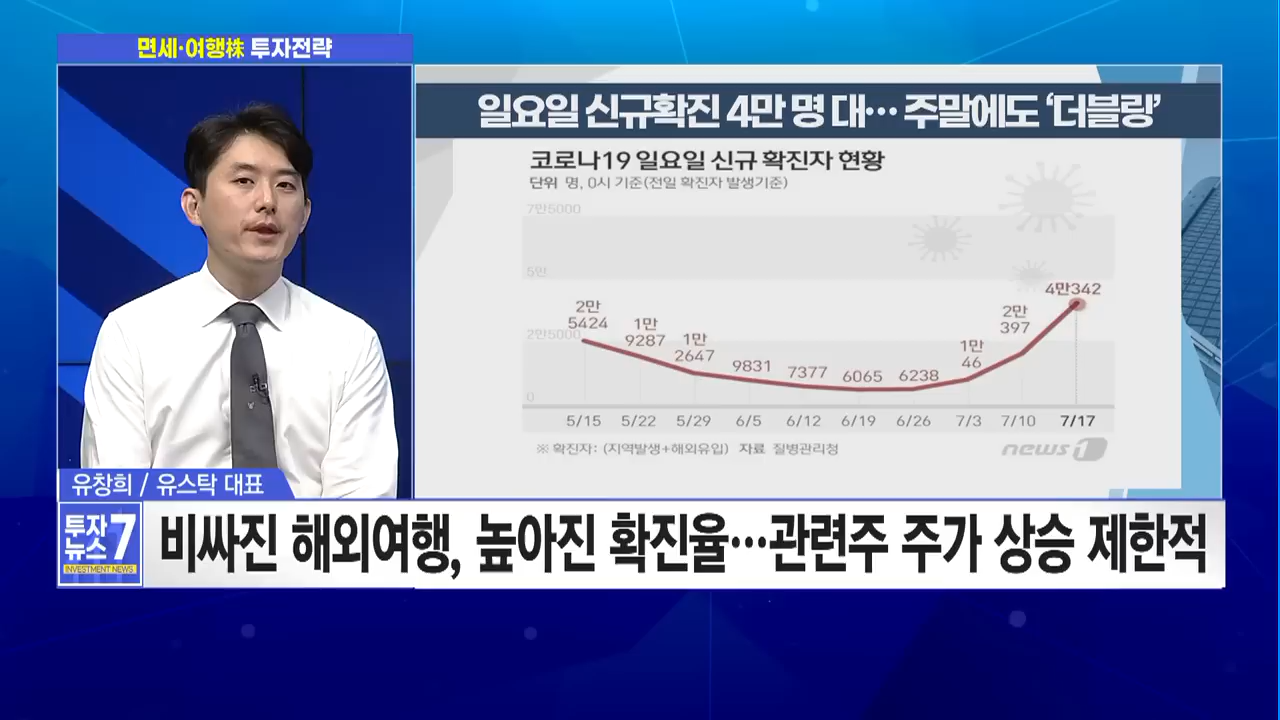 면세·여행株 투자전략
일요일 신규확진 4만 명 대… 주말에도 ‘더블링’
코로나19 일요일 신규 확진자 현황
단위 명, 0시 기준(전일 확진자 발생기준)
7만5000
5만
2만5000
0
2만
5424
1만
9287
1만
2647
9831
7377
6065
6238
1만
46
2만
397
4만342
5/15 5/22 5/29 6/5 6/12 6/19 6/26 7/3 7/10 7/17
※ 확진자: (지역발생+해외유입) 자료 질병관리청
news1
유창희 / 유스탁 대표
투자
뉴스7
INVESTMENT NEWS
비싸진 해외여행, 높아진 확진율…관련주 주가 상승 제한적